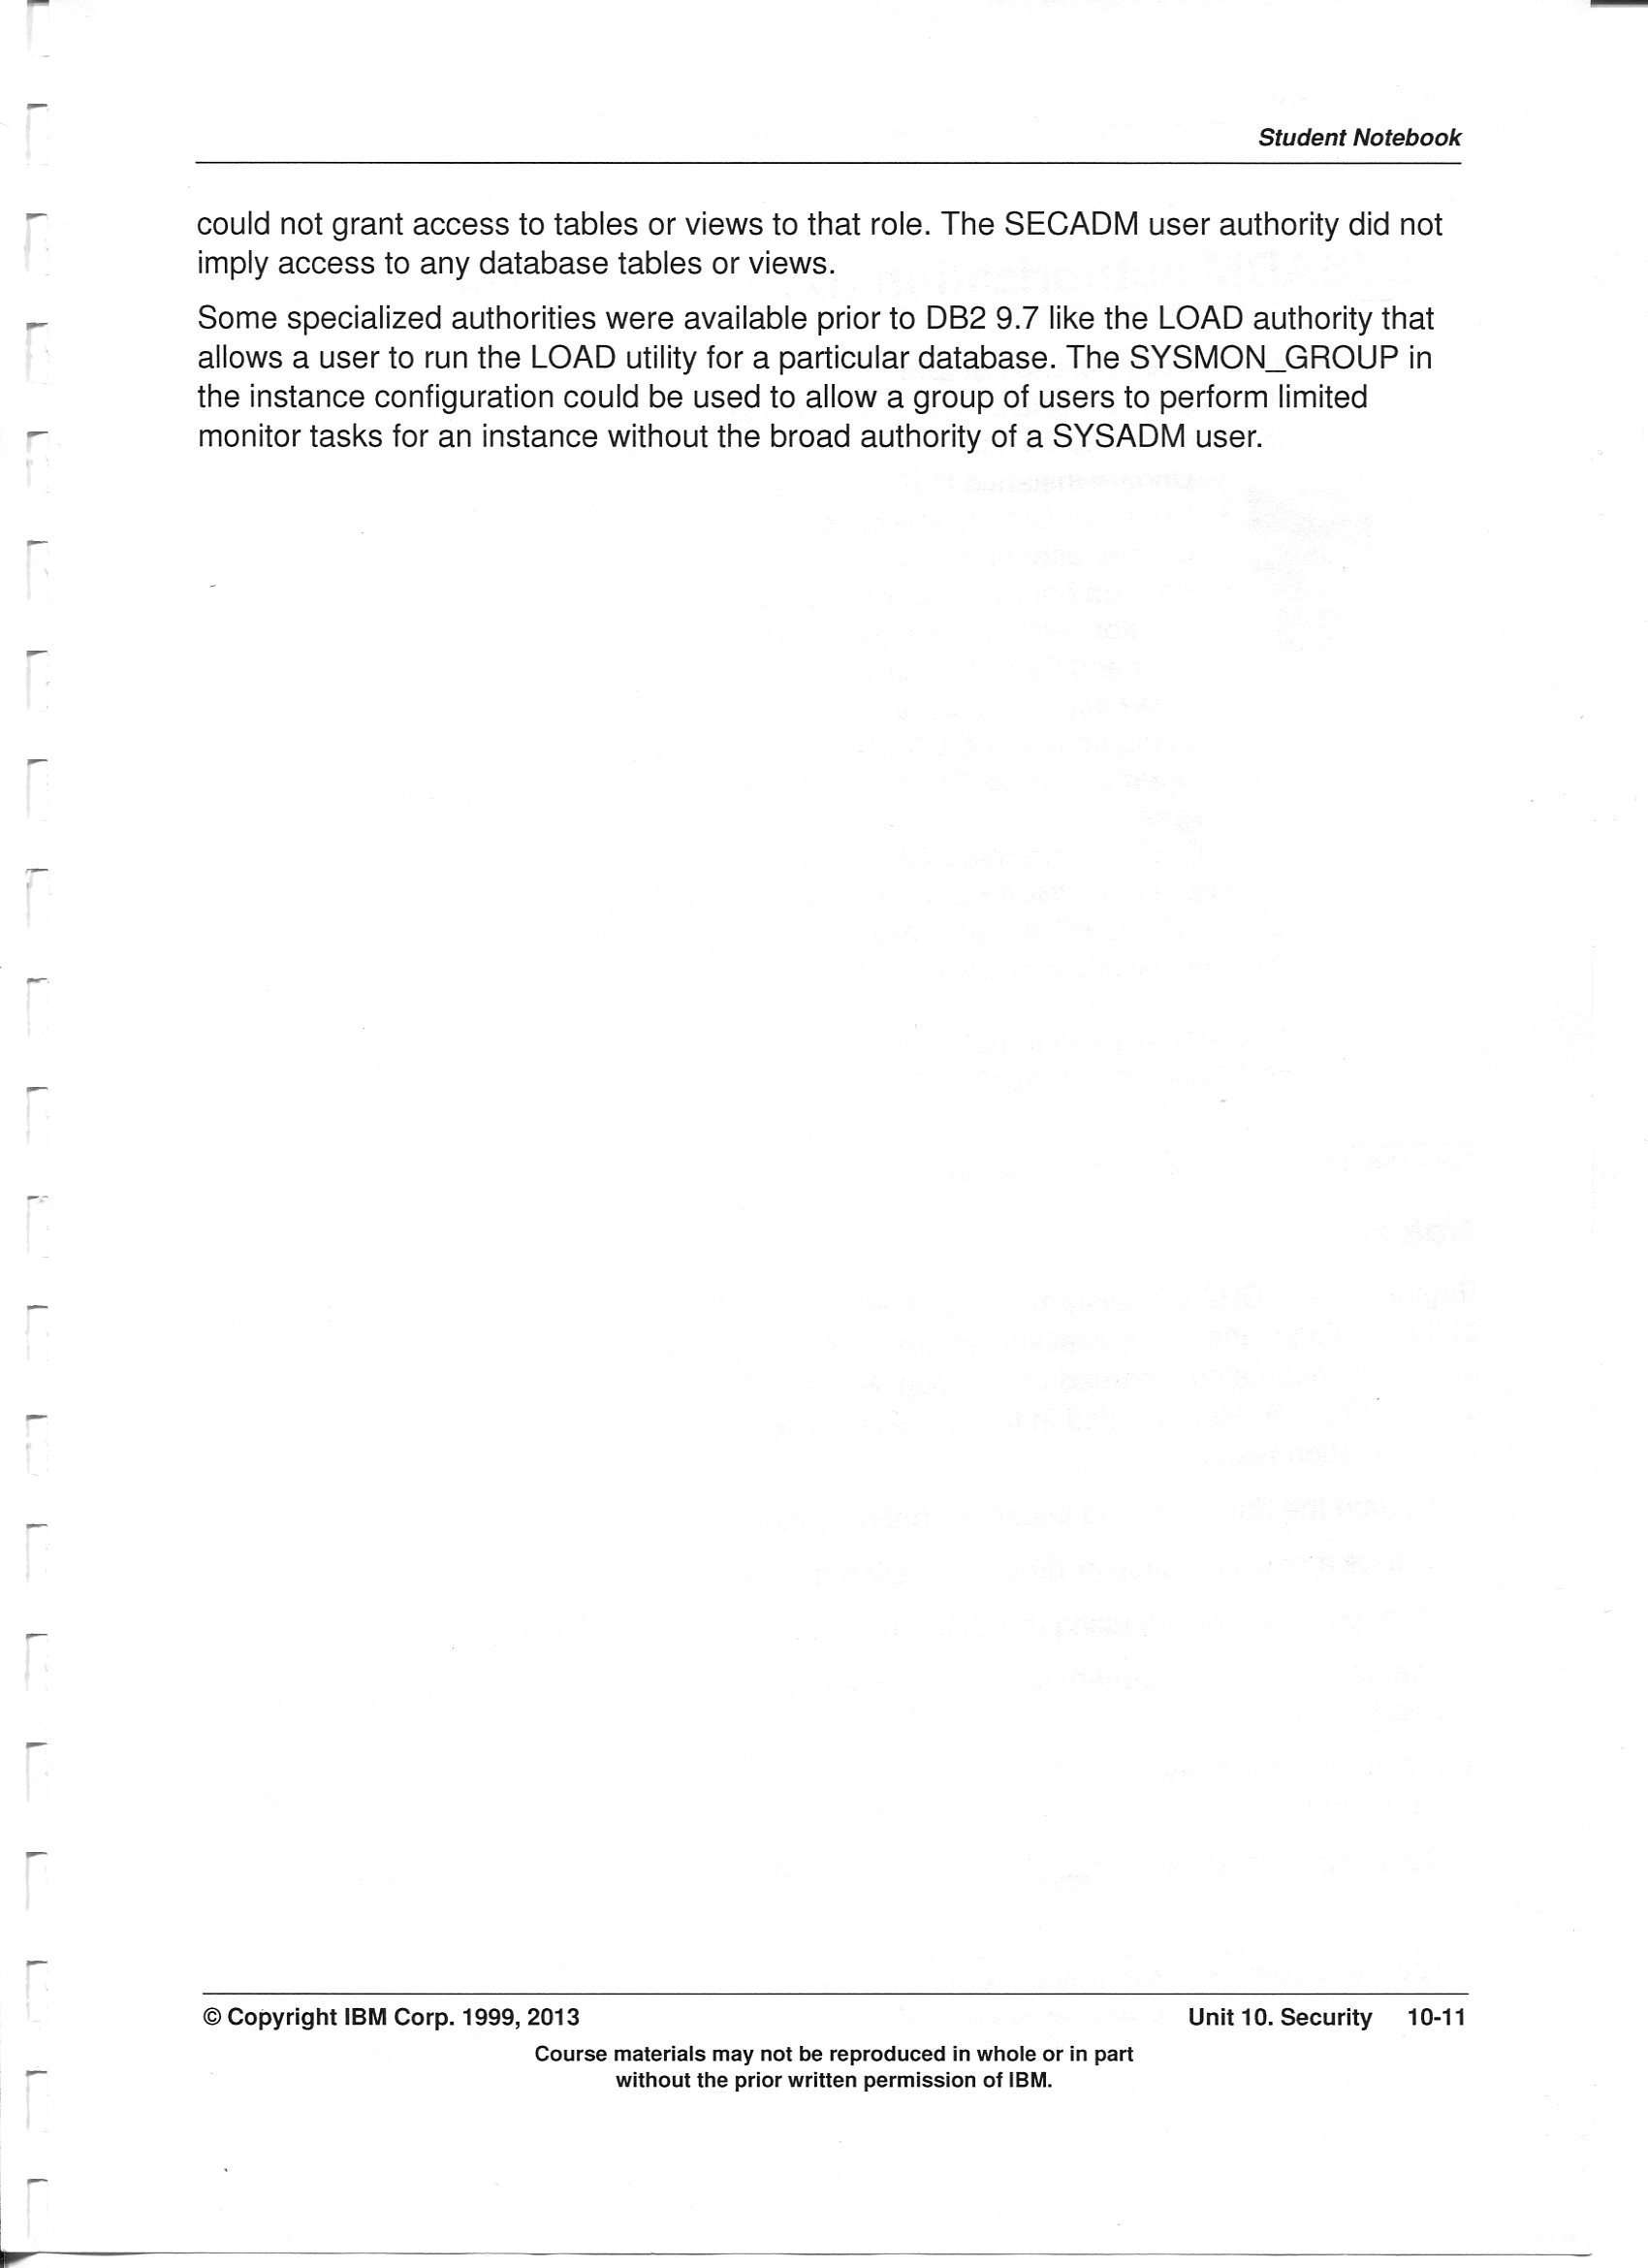 Student Notebook
could not grant access to tables or views to that role. The SECADM user authority did not
imply access to any database tables or views.
Some specialized authorities were available prior to DB2 9.7 like the LOAD authority that
allows a user to run the LOAD utility for a particular database. The SYSMON_GROUP in
the instance configuration could be used to allow a group of users to perform limited
monitor tasks for an instance without the broad authority of a SYSADM user.
© Copyright IBM Corp. 1999, 2013 Unit 10. Security 10-11
Course materials may not be reproduced in whole or in part
without the prior written permission of IBM.